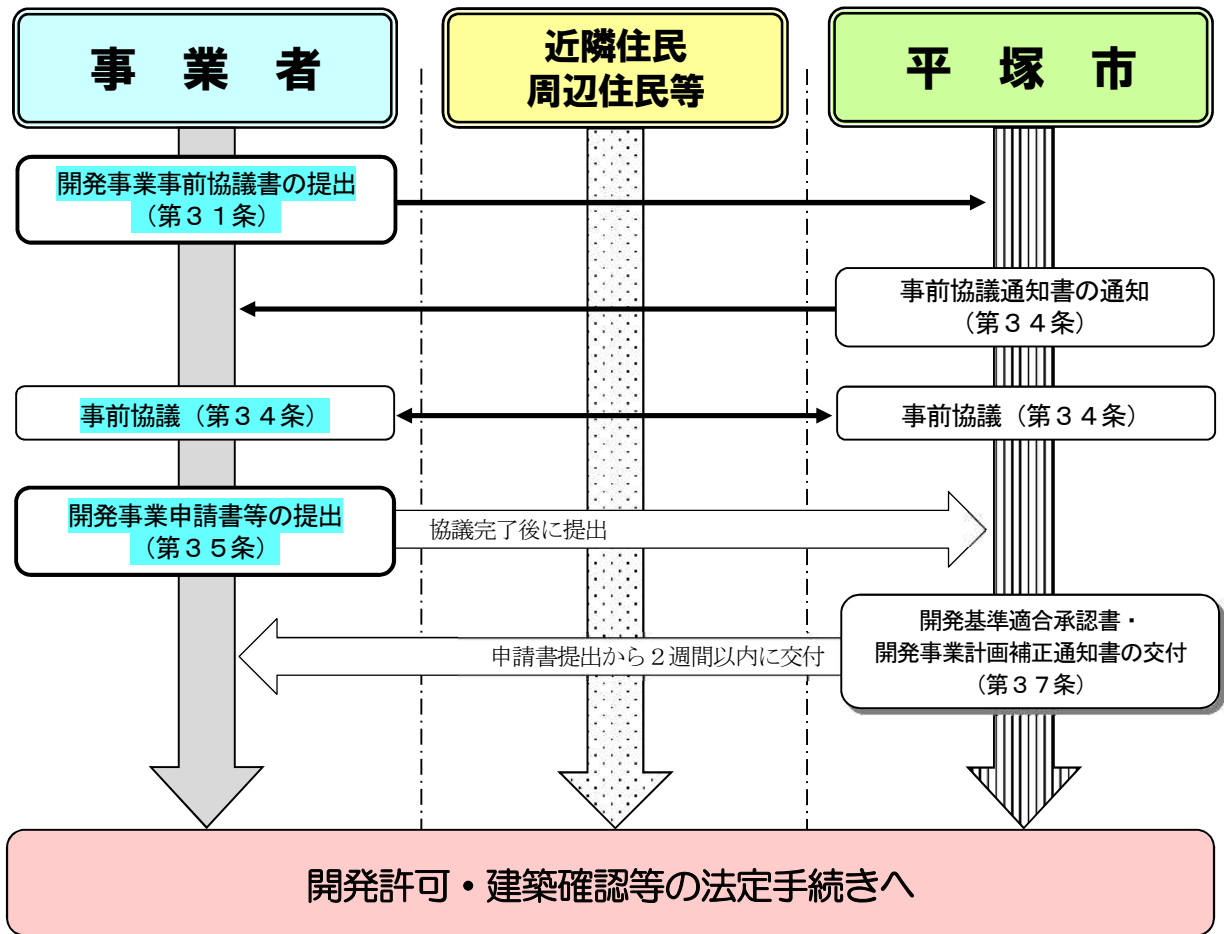 事業者
近隣住民
周辺住民等
平塚市
開発事業事前協議書の提出
（第３１条）
事前協議通知書の通知
（第３４条）
事前協議（第３４条）
事前協議（第３４条）
開発事業申請書等の提出
（第３５条）
協議完了後に提出
開発基準適合承認書・
開発事業計画補正通知書の交付
（第３７条）
申請書提出から２週間以内に交付
開発許可・建築確認等の法定手続きへ